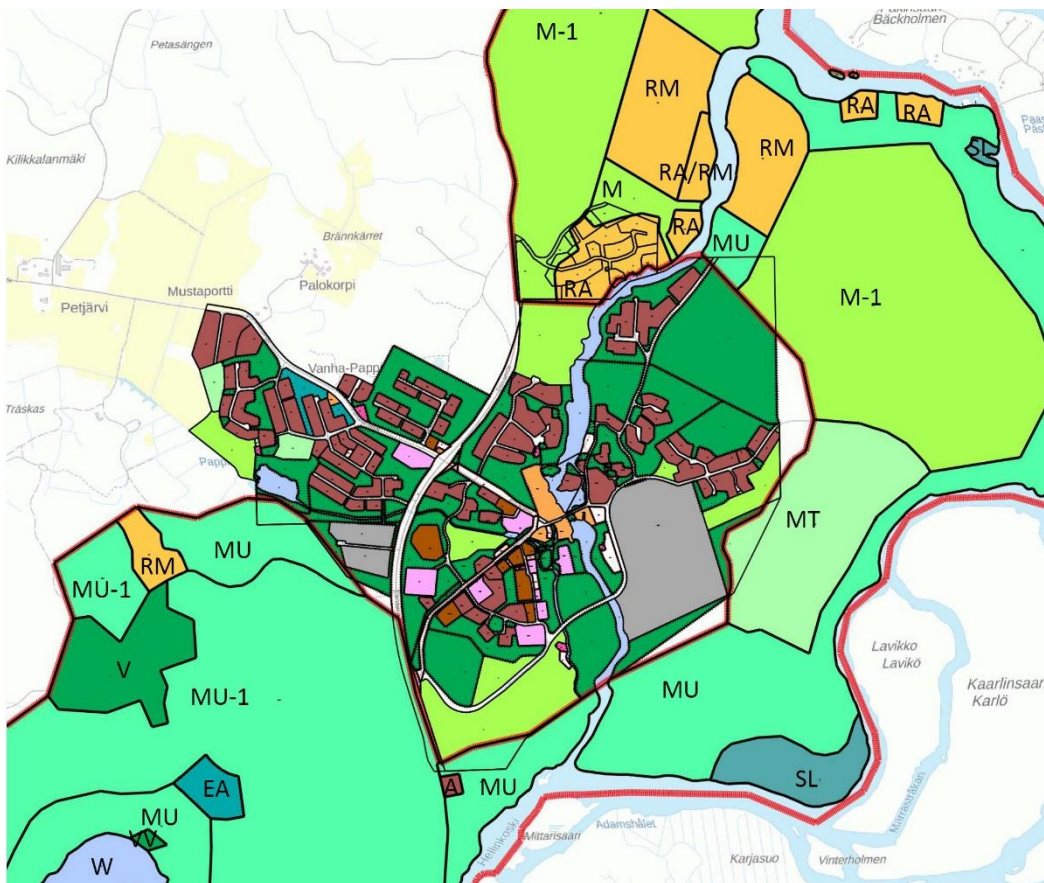 Bäckholmen
Petasängen
M-1
RM
RA
RA
RM
Kilikkalanmäki
SL
RA/RM
M
RA
Brännkärret
MU
Palokorpi
Mustaportti
RA
M-1
Petjärvi
Träskas
MT
MU
RM
MU-1
Lavikko
Lavikö
V
MU-1
MU
Kaarlinsaari
Karlö
EA
A
MU
SL
MU
V
Hellinkoski
Adamshålet
Mattasträkan
Mittarisaari
W
Karjasuo
Vinterholmen